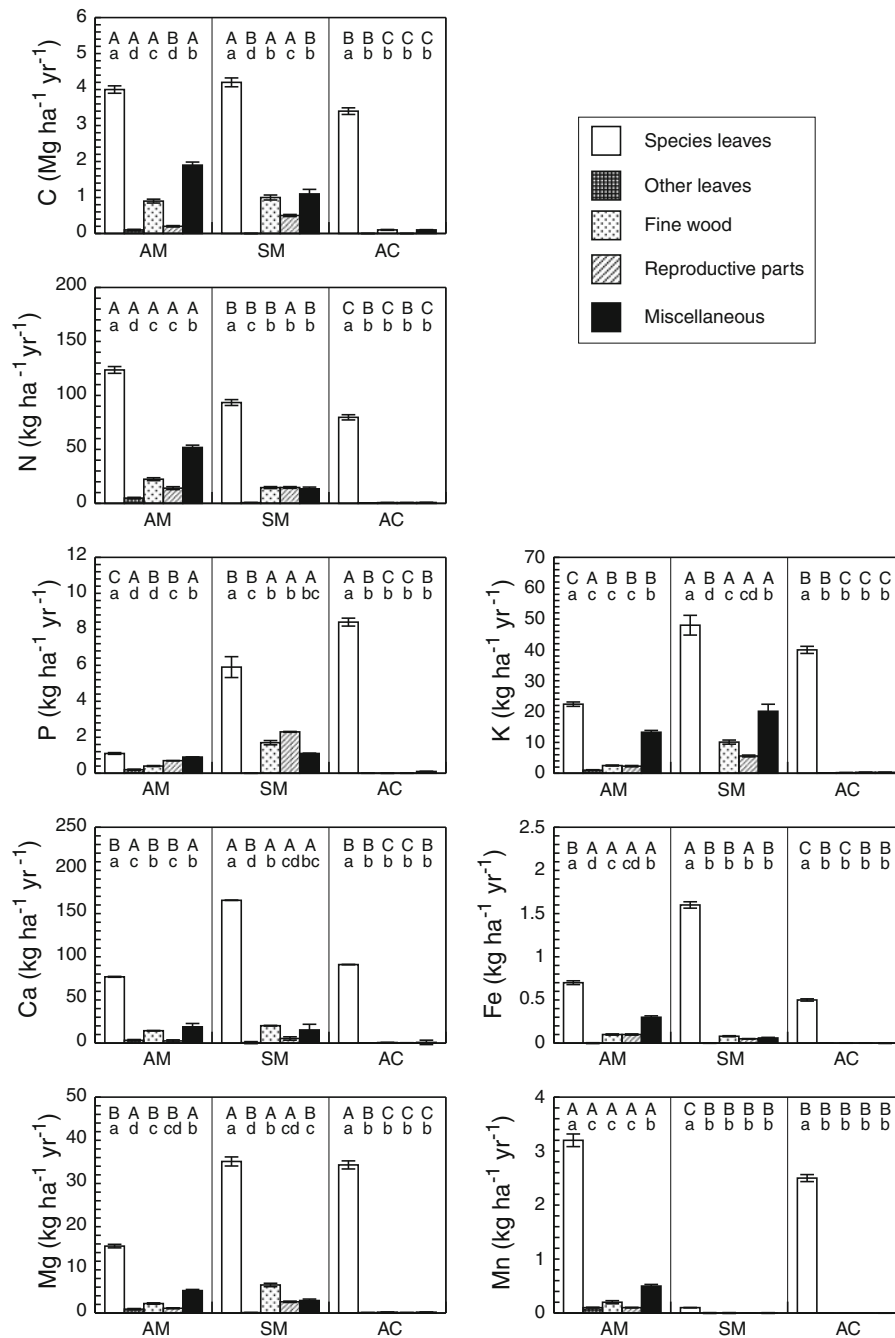 C (Mg ha⁻¹ yr⁻¹)
6
A A A B A A A A A B B B C C C
a d c d b a d b c b a b b b b
4
2
0
AM SM AC
Species leaves
Other leaves
Fine wood
Reproductive parts
Miscellaneous
N (kg ha⁻¹ yr⁻¹)
200
A A A A A B B B A B C B C B C
a d c c b a c b b b a b b b b
150
100
50
0
AM SM AC
P (kg ha⁻¹ yr⁻¹)
12
C A B B A B B A A A A B C C B
a d d c b a c b b bc a b b b b
10
8
6
4
2
0
AM SM AC
K (kg ha⁻¹ yr⁻¹)
70
C A B B B A B A A A B B C C C
a c c c b a d c cd b a b b b b
60
50
40
30
20
10
0
AM SM AC
Ca (kg ha⁻¹ yr⁻¹)
250
B A B B A A B A A A B B C C B
a c b c b a d b cd bc a b b b b
200
150
100
50
0
AM SM AC
Fe (kg ha⁻¹ yr⁻¹)
2.5
B A A A A A B B B B C B C B B
a d c cd b a b b b b a b b b b
2
1.5
1
0.5
0
AM SM AC
Mg (kg ha⁻¹ yr⁻¹)
50
B A B B A A B A A B A B C C C
a d c cd b a d b cd c a b b b b
40
30
20
10
0
AM SM AC
Mn (kg ha⁻¹ yr⁻¹)
4
A A A A A C B B B B B B B B B
a c c c b a b b b b a b b b b
3
2
1
0
AM SM AC